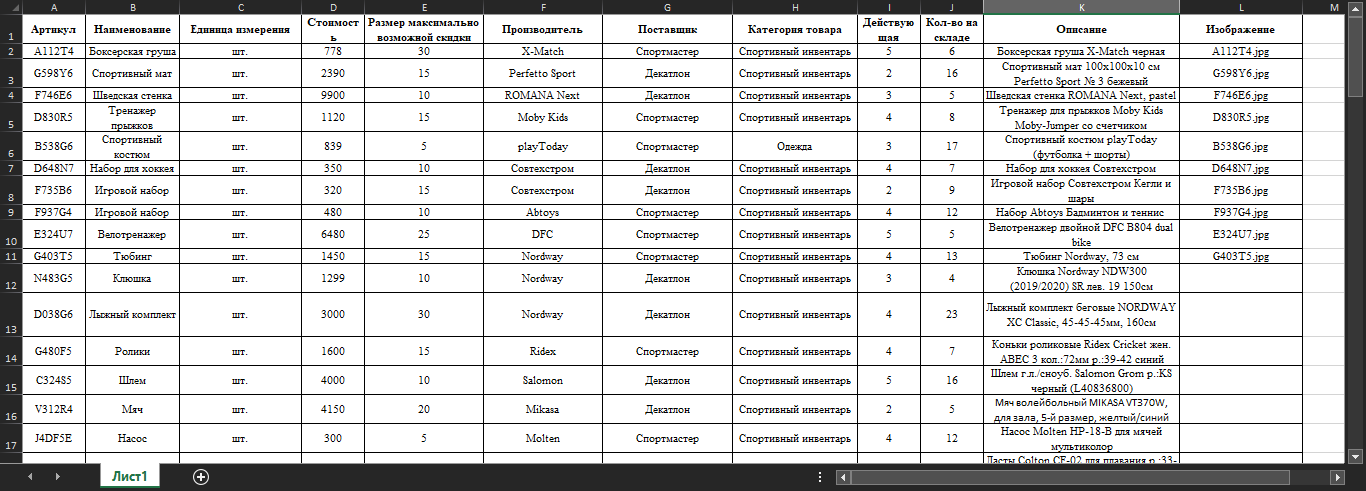 A B C D E F G H I J K L M
1 Артикул Наименование Единица измерения Стоимост ь Размер максимально возможной скидки Производитель Поставщик Категория товара Действую щая Кол-во на складе Описание Изображение
2 A112T4 Боксерская груша шт. 778 30 X-Match Спортмастер Спортивный инвентарь 5 6 Боксерская груша X-Match черная A112T4.jpg
3 G598Y6 Спортивный мат шт. 2390 15 Perfetto Sport Декатлон Спортивный инвентарь 2 16 Спортивный мат 100x100x10 см Perfetto Sport № 3 бежевый G598Y6.jpg
4 F746E6 Шведская стенка шт. 9900 10 ROMANA Next Декатлон Спортивный инвентарь 3 5 Шведская стенка ROMANA Next, pastel F746E6.jpg
5 D830R5 Тренажер прыжков шт. 1120 15 Moby Kids Спортмастер Спортивный инвентарь 4 8 Тренажер для прыжков Moby Kids Moby-Jumper со счетчиком D830R5.jpg
6 B538G6 Спортивный костюм шт. 839 5 playToday Спортмастер Одежда 3 17 Спортивный костюм playToday (футболка + шорты) B538G6.jpg
7 D648N7 Набор для хоккея шт. 350 10 Совтехстром Декатлон Спортивный инвентарь 4 7 Набор для хоккея Совтехстром D648N7.jpg
8 F735B6 Игровой набор шт. 320 15 Совтехстром Декатлон Спортивный инвентарь 2 9 Игровой набор Совтехстром Кегли и шары F735B6.jpg
9 F937G4 Игровой набор шт. 480 10 Abtoys Спортмастер Спортивный инвентарь 4 12 Набор Abtoys Бадминтон и теннис F937G4.jpg
10 E324U7 Велотренажер шт. 6480 25 DFC Спортмастер Спортивный инвентарь 5 5 Велотренажер двойной DFC B804 dual bike E324U7.jpg
11 G403T5 Тюбинг шт. 1450 15 Nordway Спортмастер Спортивный инвентарь 4 13 Тюбинг Nordway, 73 см G403T5.jpg
12 N483G5 Клюшка шт. 1299 10 Nordway Декатлон Спортивный инвентарь 3 4 Клюшка Nordway NDW300 (2019/2020) SR лев. 19 150см
13 D038G6 Лыжный комплект шт. 3000 30 Nordway Декатлон Спортивный инвентарь 4 23 Лыжный комплект беговые NORDWAY XC Classic, 45-45-45мм, 160см
14 G480F5 Ролики шт. 1600 15 Ridex Спортмастер Спортивный инвентарь 4 7 Коньки роликовые Ridex Cricket жен. ABEC 3 кол.:72мм р.:39-42 синий
15 C324S5 Шлем шт. 4000 10 Salomon Декатлон Спортивный инвентарь 5 16 Шлем г.л./сноуб. Salomon Grom р.:KS черный (L40836800)
16 V312R4 Мяч шт. 4150 20 Mikasa Декатлон Спортивный инвентарь 2 5 Мяч волейбольный MIKASA VT370W, для зала, 5-й размер, желтый/синий
17 J4DF5E Насос шт. 300 5 Molten Спортмастер Спортивный инвентарь 4 12 Насос Molten HP-18-B для мячей мультиколор
Ласты Colton CF-02 для плавания р.:33-
Лист1